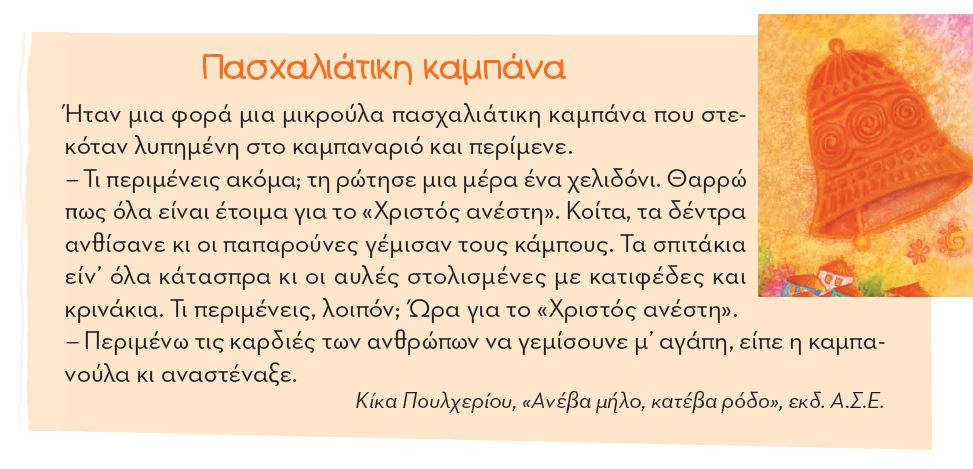 Πασχαλιάτικη καμπάνα
Ήταν μια φορά μια μικρούλα πασχαλιάτικη καμπάνα που στε-
κόταν λυπημένη στο καμπαναριό και περίμενε.
– Τι περιμένεις ακόμα; τη ρώτησε μια μέρα ένα χελιδόνι. Θαρρώ
πως όλα είναι έτοιμα για το «Χριστός ανέστη». Κοίτα, τα δέντρα
ανθίσανε κι οι παπαρούνες γέμισαν τους κάμπους. Τα σπιτάκια
είν’ όλα κάτασπρα κι οι αυλές στολισμένες με κατιφέδες και
κρινάκια. Τι περιμένεις, λοιπόν; Ώρα για το «Χριστός ανέστη».
– Περιμένω τις καρδιές των ανθρώπων να γεμίσουνε μ’ αγάπη, είπε η καμπα-
νούλα κι αναστέναξε.
Κίκα Πουλχερίου, «Ανέβα μήλο, κατέβα ρόδο», εκδ. Α.Σ.Ε.